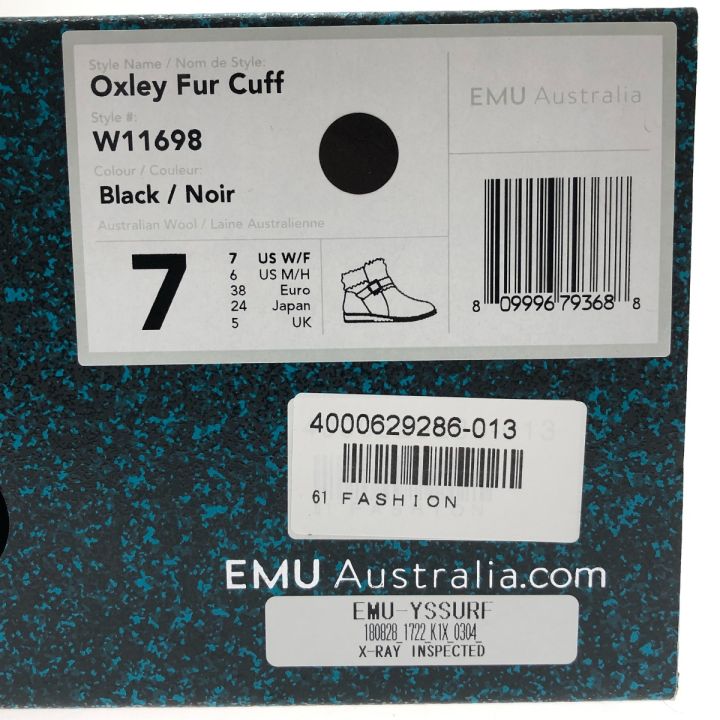 Style Name / Nom de Style:
Oxley Fur Cuff
Style #:
W11698
Colour / Couleur:
Black / Noir
Australian Wool / Laine Australienne
EMU Australia
7
7 US W/F
6 US M/H
38 Euro
24 Japan
5 UK
8 09996 79368 8
4000629286-013
61 FASHION
EMU Australia.com
EMU-YSSURF
180828_1722_K1X_0304_
X-RAY INSPECTED